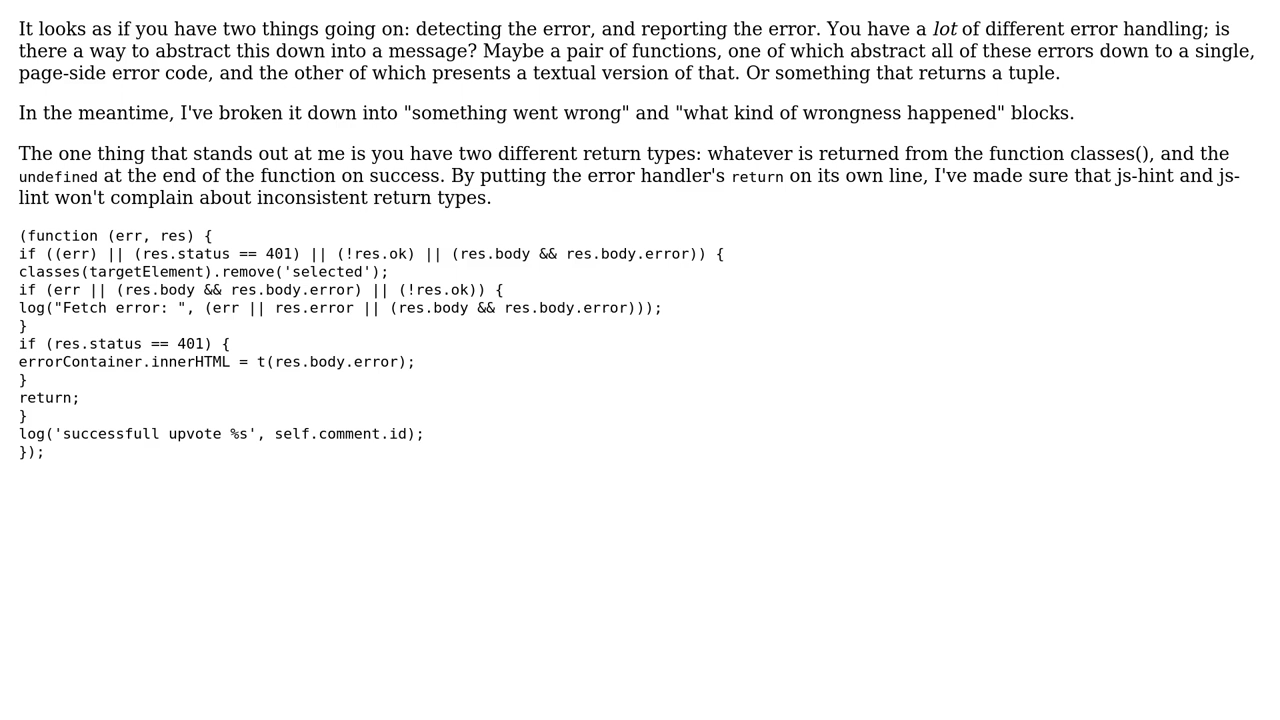 It looks as if you have two things going on: detecting the error, and reporting the error. You have a lot of different error handling; is
there a way to abstract this down into a message? Maybe a pair of functions, one of which abstract all of these errors down to a single,
page-side error code, and the other of which presents a textual version of that. Or something that returns a tuple.
In the meantime, I've broken it down into "something went wrong" and "what kind of wrongness happened" blocks.
The one thing that stands out at me is you have two different return types: whatever is returned from the function classes(), and the
undefined at the end of the function on success. By putting the error handler's return on its own line, I've made sure that js-hint and js-
lint won't complain about inconsistent return types.
(function (err, res) {
if ((err) || (res.status == 401) || (!res.ok) || (res.body && res.body.error)) {
classes(targetElement).remove('selected');
if (err || (res.body && res.body.error) || (!res.ok)) {
log("Fetch error: ", (err || res.error || (res.body && res.body.error)));
}
if (res.status == 401) {
errorContainer.innerHTML = t(res.body.error);
}
return;
}
log('successfull upvote %s', self.comment.id);
});